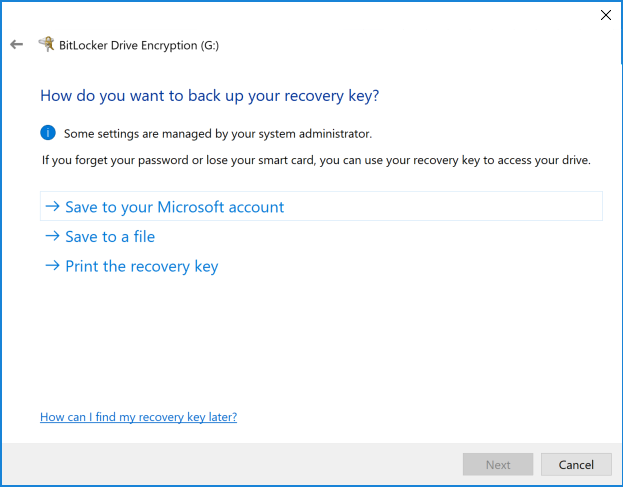 BitLocker Drive Encryption (G:)
How do you want to back up your recovery key?
i Some settings are managed by your system administrator.
If you forget your password or lose your smart card, you can use your recovery key to access your drive.
→ Save to your Microsoft account
→ Save to a file
→ Print the recovery key
How can I find my recovery key later?
Next Cancel